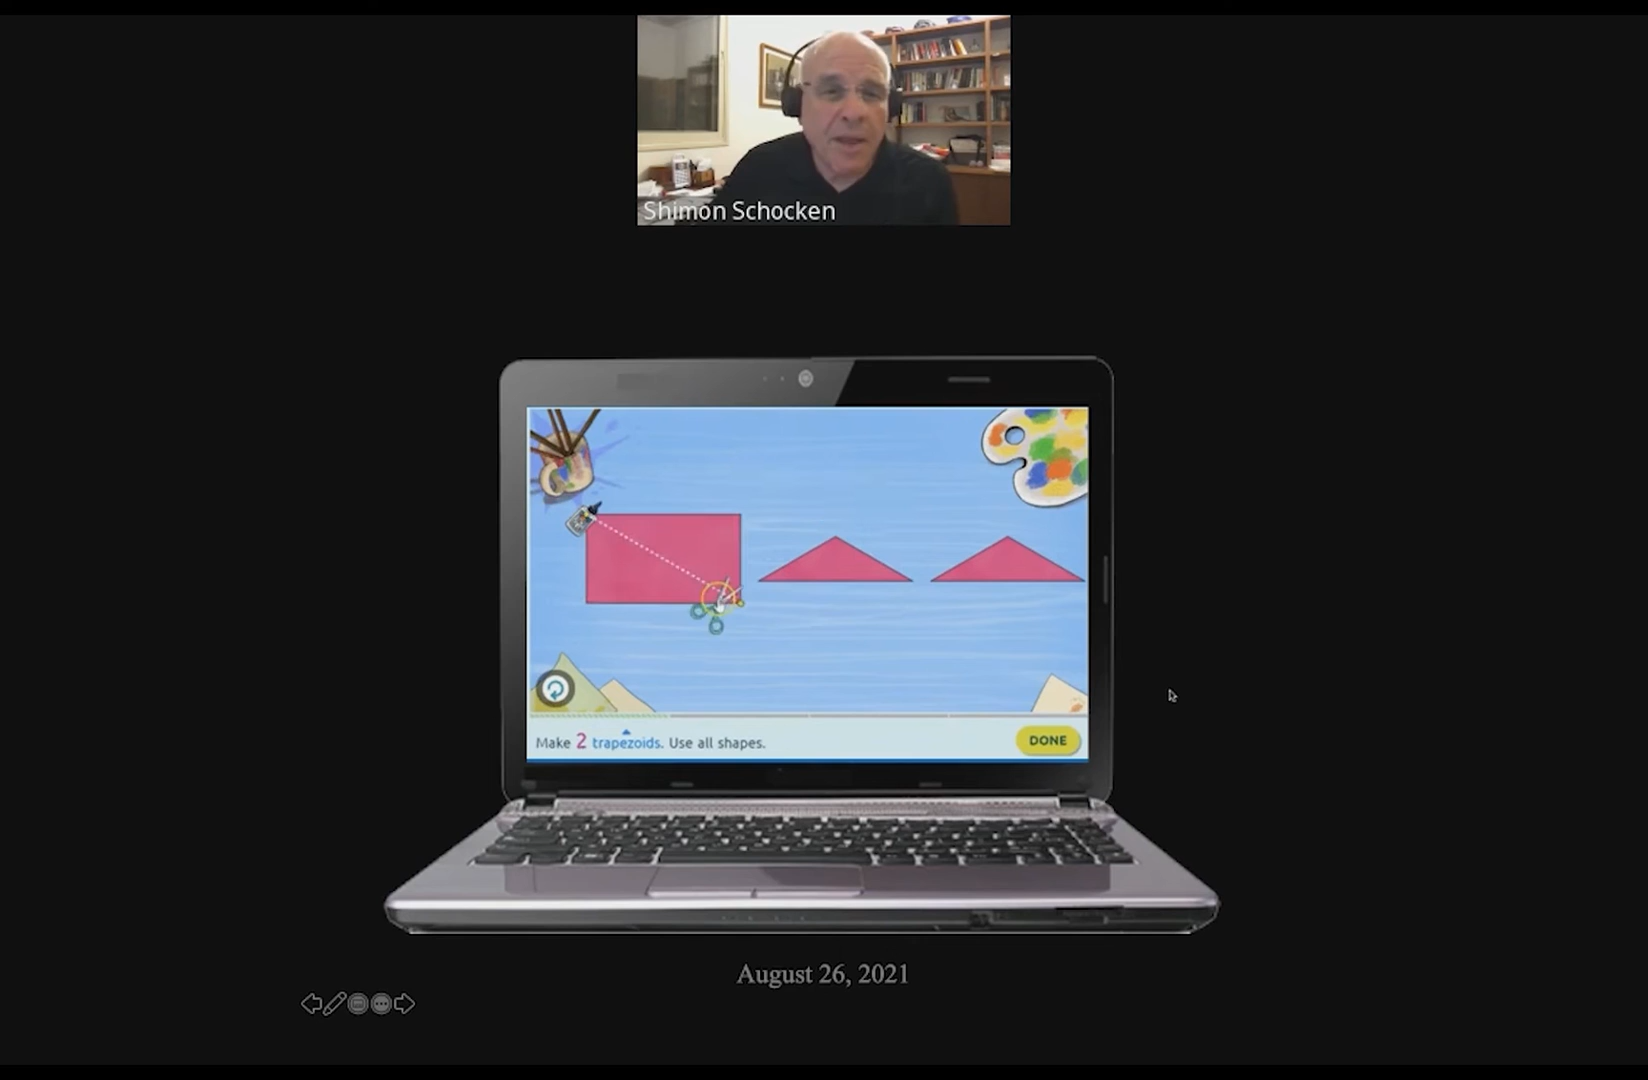 Shimon Schocken
Make 2 trapezoids. Use all shapes.
DONE
August 26, 2021